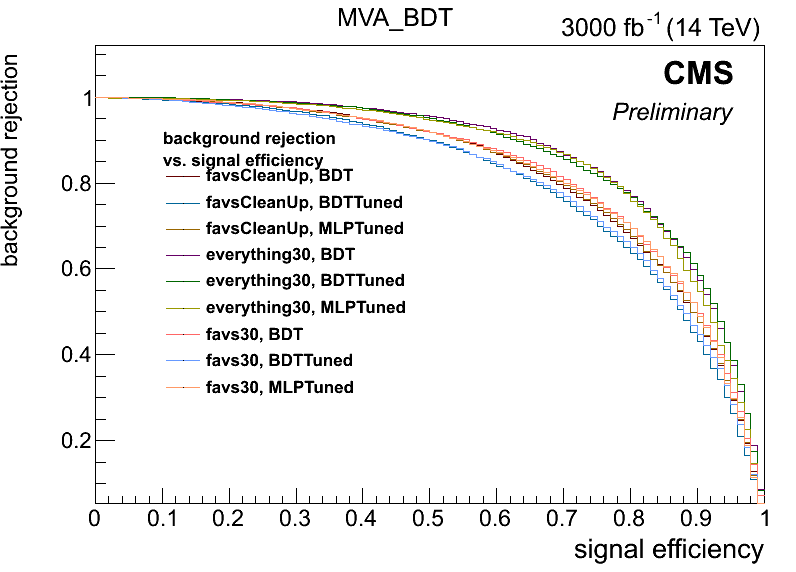 MVA_BDT
3000 fb-1 (14 TeV)
CMS
Preliminary
background rejection
1
0.8
0.6
0.4
0.2
background rejection
vs. signal efficiency
favsCleanUp, BDT
favsCleanUp, BDTTuned
favsCleanUp, MLPTuned
everything30, BDT
everything30, BDTTuned
everything30, MLPTuned
favs30, BDT
favs30, BDTTuned
favs30, MLPTuned
0 0.1 0.2 0.3 0.4 0.5 0.6 0.7 0.8 0.9 1
signal efficiency